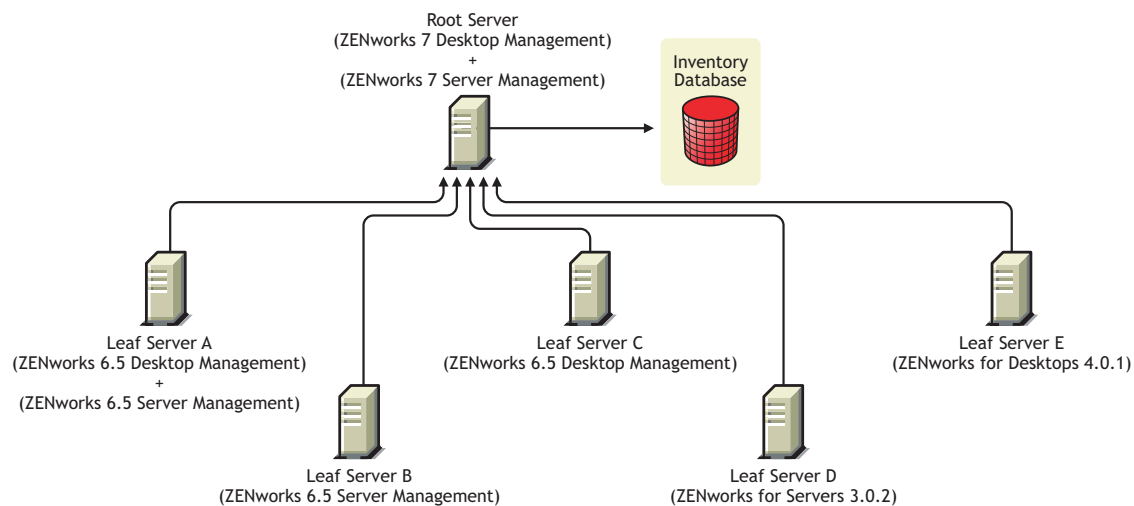 Root Server
(ZENworks 7 Desktop Management)
+
(ZENworks 7 Server Management)
Inventory
Database
Leaf Server A
(ZENworks 6.5 Desktop Management)
+
(ZENworks 6.5 Server Management)
Leaf Server C
(ZENworks 6.5 Desktop Management)
Leaf Server E
(ZENworks for Desktops 4.0.1)
Leaf Server B
(ZENworks 6.5 Server Management)
Leaf Server D
(ZENworks for Servers 3.0.2)